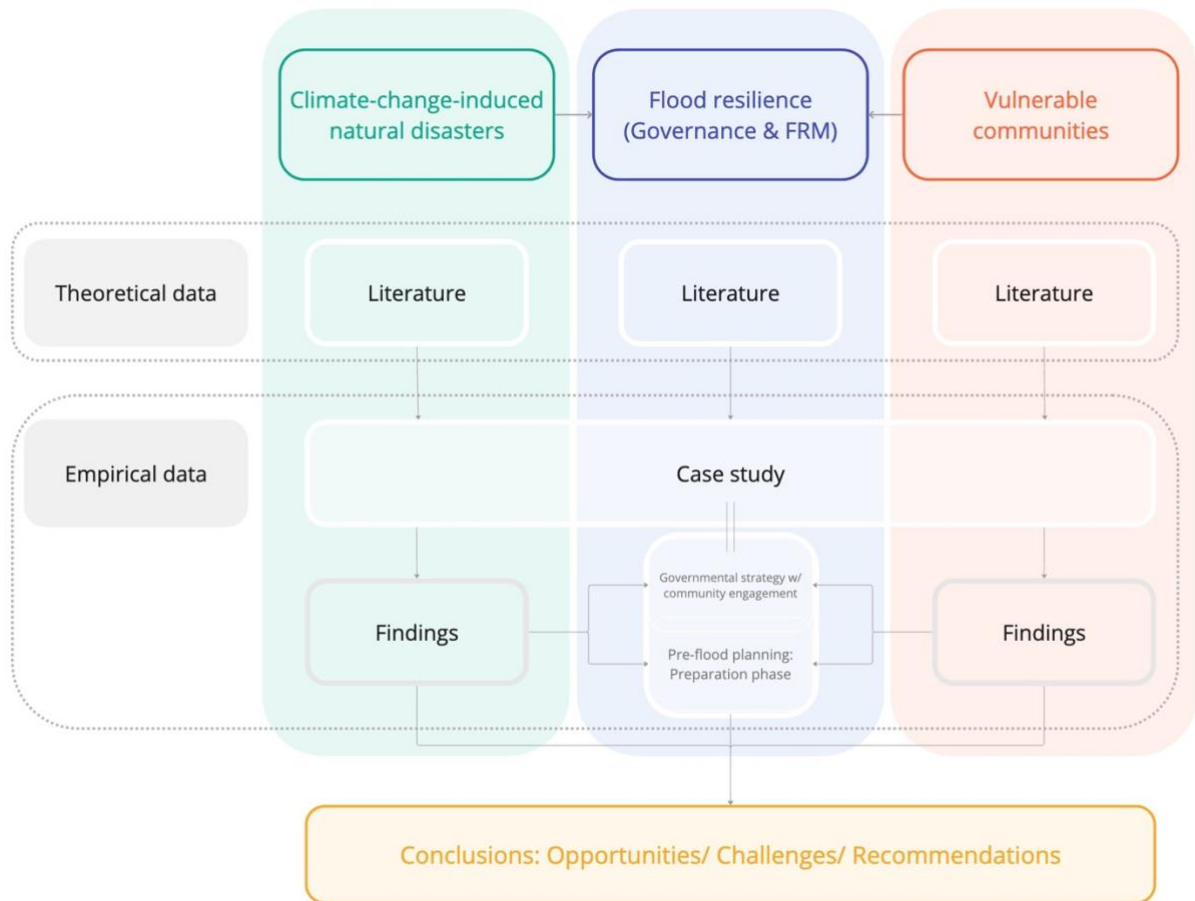 Climate-change-induced
natural disasters
Flood resilience
(Governance & FRM)
Vulnerable
communities
Theoretical data
Literature
Literature
Literature
Empirical data
Case study
Governmental strategy w/
community engagement
Findings
Findings
Pre-flood planning:
Preparation phase
Conclusions: Opportunities/ Challenges/ Recommendations